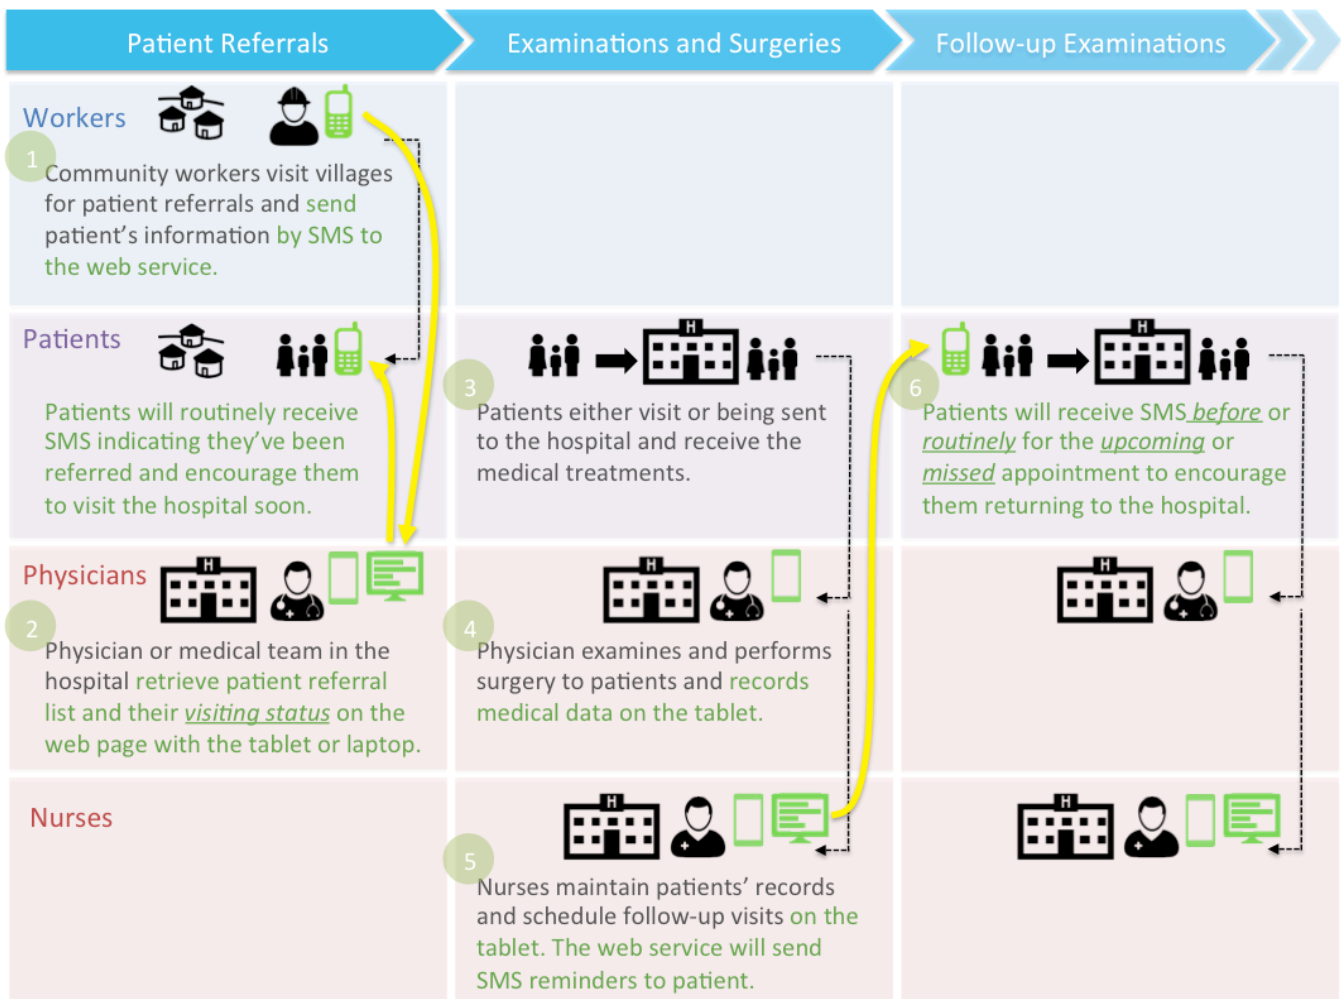 Patient Referrals
Examinations and Surgeries
Follow-up Examinations
Workers
1
Community workers visit villages
for patient referrals and send
patient's information by SMS to
the web service.
Patients
Patients will routinely receive
SMS indicating they've been
referred and encourage them
to visit the hospital soon.
H
3
Patients either visit or being sent
to the hospital and receive the
medical treatments.
H
6
Patients will receive SMS before or
routinely for the upcoming or
missed appointment to encourage
them returning to the hospital.
Physicians
H
2
Physician or medical team in the
hospital retrieve patient referral
list and their visiting status on the
web page with the tablet or laptop.
H
4
Physician examines and performs
surgery to patients and records
medical data on the tablet.
H
Nurses
H
5
Nurses maintain patients' records
and schedule follow-up visits on the
tablet. The web service will send
SMS reminders to patient.
H